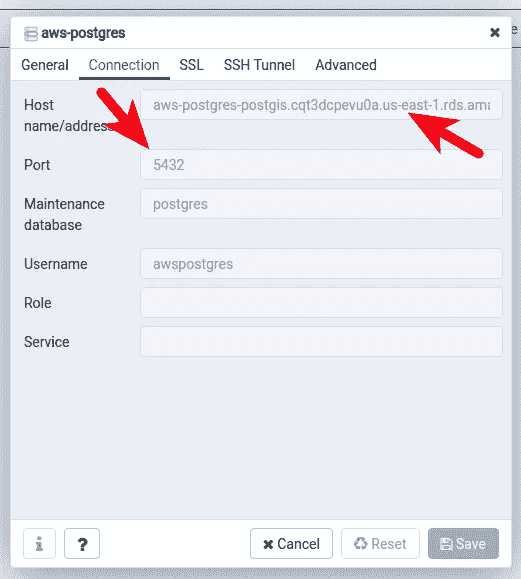 aws-postgres
General Connection SSL SSH Tunnel Advanced
Host name/address aws-postgres-postgis.cqt3dcpevu0a.us-east-1.rds.ama
Port 5432
Maintenance database postgres
Username awspostgres
Role
Service
i ? Cancel Reset Save